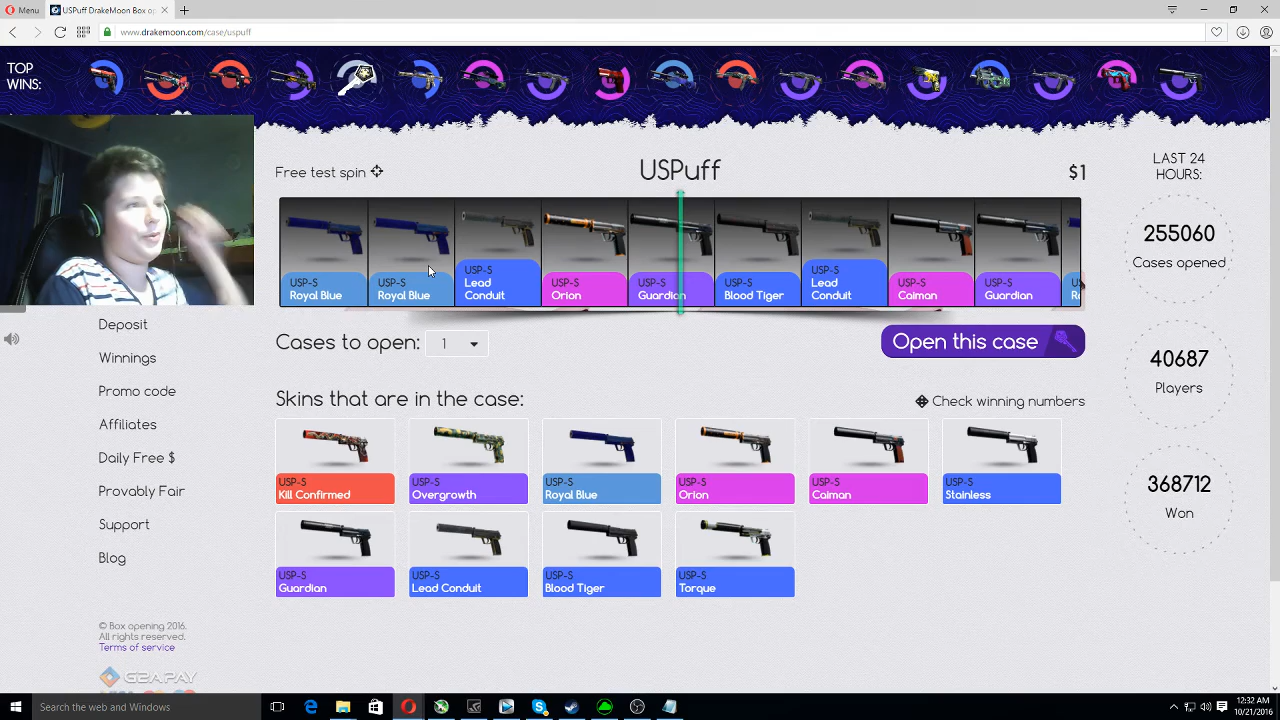 Menu
USPuff DrakeMoon Box op
www.drakemoon.com/case/uspuff
TOP
WINS:
Free test spin
USPuff
$1
LAST 24
HOURS:
USP-S
Royal Blue
USP-S
Royal Blue
USP-S
Lead
Conduit
USP-S
Orion
USP-S
Guardian
USP-S
Blood Tiger
USP-S
Lead
Conduit
USP-S
Caiman
USP-S
Guardian
255060
Cases opened
Deposit
Winnings
Promo code
Affiliates
Daily Free $
Provably Fair
Support
Blog
Cases to open:
1
Open this case
40687
Players
Skins that are in the case:
Check winning numbers
USP-S
Kill Confirmed
USP-S
Overgrowth
USP-S
Royal Blue
USP-S
Orion
USP-S
Caiman
USP-S
Stainless
368712
Won
USP-S
Guardian
USP-S
Lead Conduit
USP-S
Blood Tiger
USP-S
Torque
© Box opening 2016.
All rights reserved.
Terms of service
G2A PAY
Search the web and Windows
12:32 AM
10/21/2016